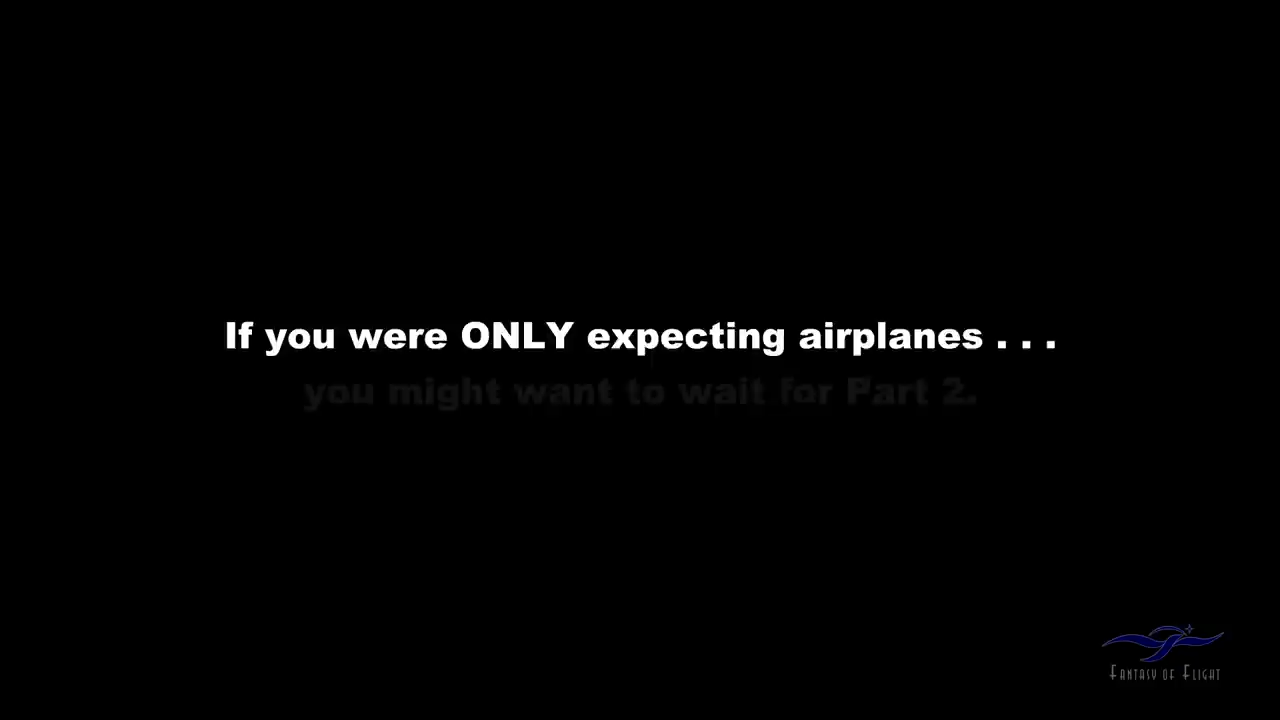 If you were ONLY expecting airplanes . . .
you might want to wait for Part 2.
FANTASY OF FLIGHT